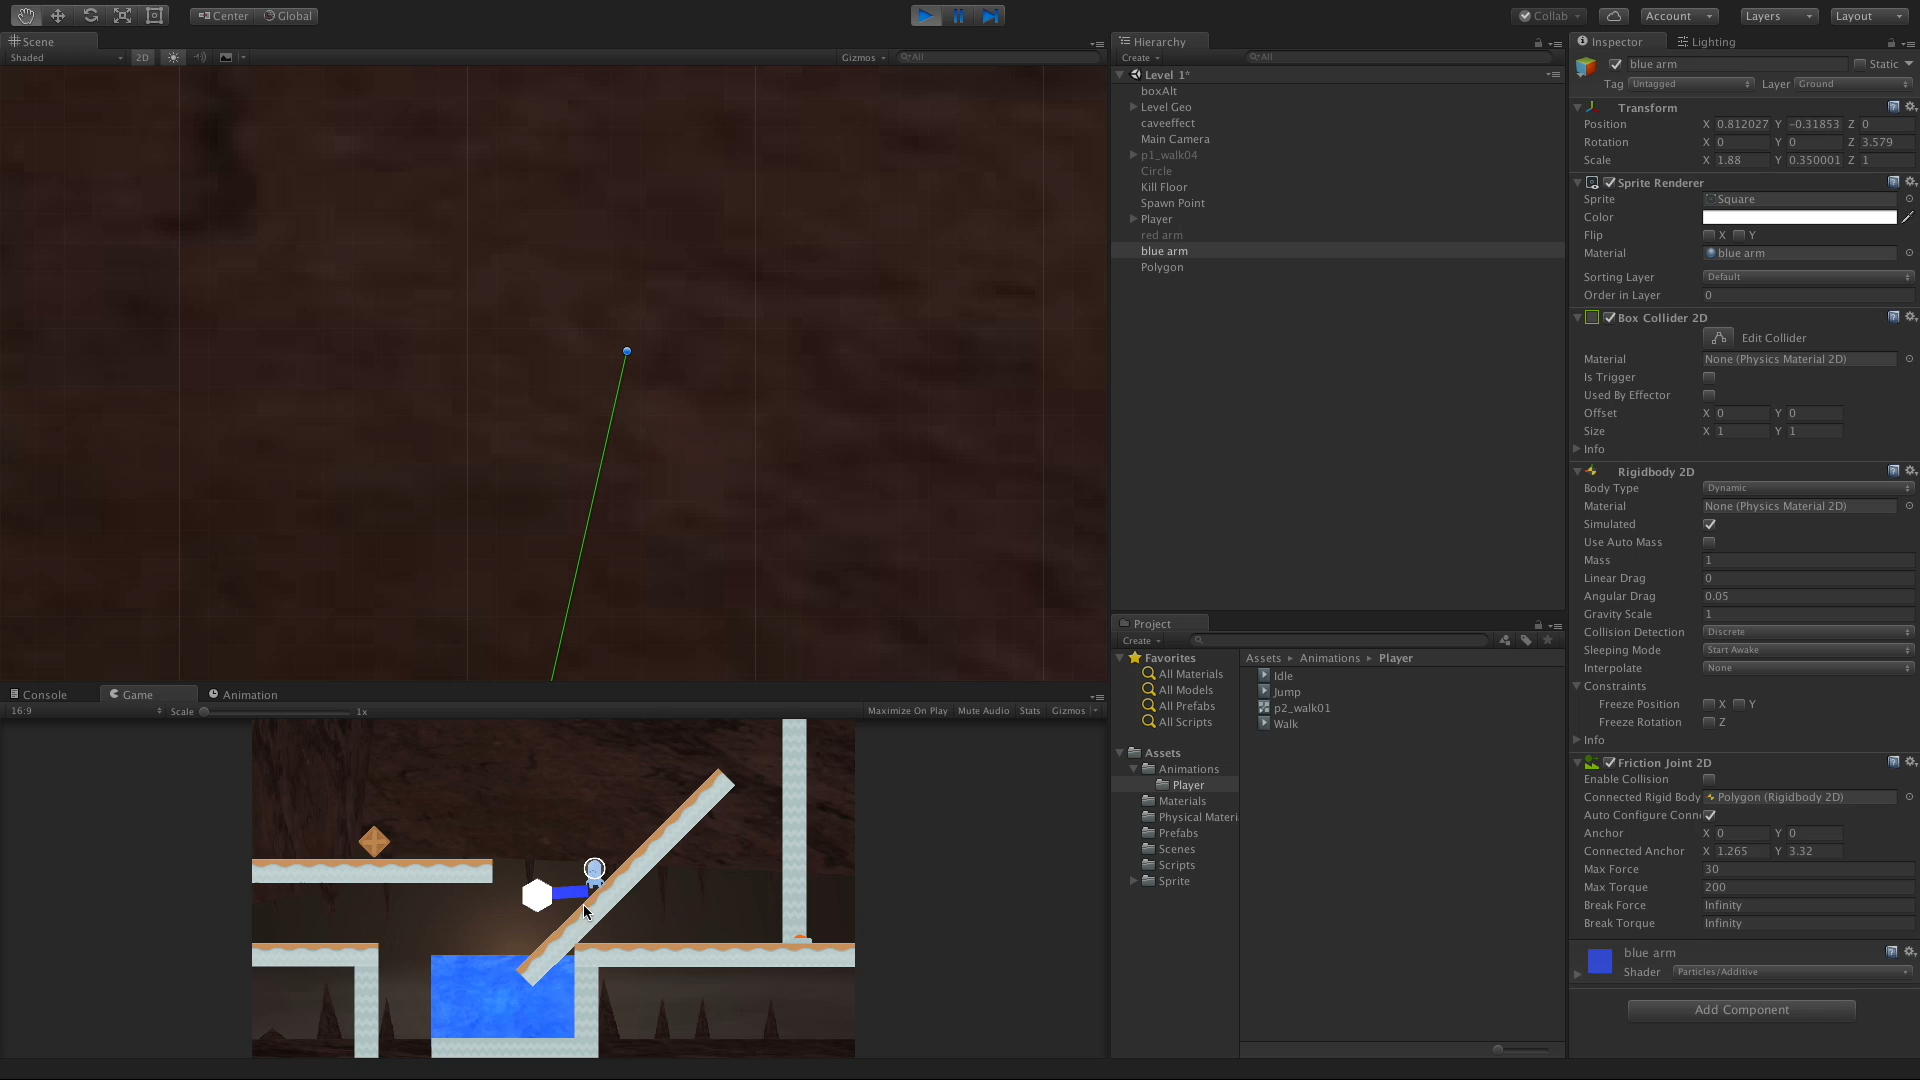 Center Global Collab Account Layers Layout
Scene
Shaded 2D Gizmos All
Hierarchy
Create All
Level 1*
boxAlt
Level Geo
caveeffect
Main Camera
p1_walk04
Circle
Kill Floor
Spawn Point
Player
red arm
blue arm
Polygon
Inspector Lighting
blue arm Static
Tag Untagged Layer Ground
Transform
Position X 0.812027 Y -0.31853 Z 0
Rotation X 0 Y 0 Z 3.579
Scale X 1.88 Y 0.350001 Z 1
Sprite Renderer
Sprite Square
Color
Flip X Y
Material blue arm
Sorting Layer Default
Order in Layer 0
Box Collider 2D
Edit Collider
Material None (Physics Material 2D)
Is Trigger
Used By Effector
Offset X 0 Y 0
Size X 1 Y 1
Info
Rigidbody 2D
Body Type Dynamic
Material None (Physics Material 2D)
Simulated
Use Auto Mass
Mass 1
Linear Drag 0
Angular Drag 0.05
Gravity Scale 1
Collision Detection Discrete
Sleeping Mode Start Awake
Interpolate None
Constraints
Freeze Position X Y
Freeze Rotation Z
Info
Friction Joint 2D
Enable Collision
Connected Rigid Body Polygon (Rigidbody 2D)
Auto Configure Conn
Anchor X 0 Y 0
Connected Anchor X 1.265 Y 3.32
Max Force 30
Max Torque 200
Break Force Infinity
Break Torque Infinity
blue arm
Shader Particles/Additive
Add Component
Project
Create
Favorites
All Materials
All Models
All Prefabs
All Scripts
Assets
Animations
Player
Materials
Physical Materi
Prefabs
Scenes
Scripts
Sprite
Assets Animations Player
Idle
Jump
p2_walk01
Walk
Console Game Animation
16:9 Scale 1x Maximize On Play Mute Audio Stats Gizmos